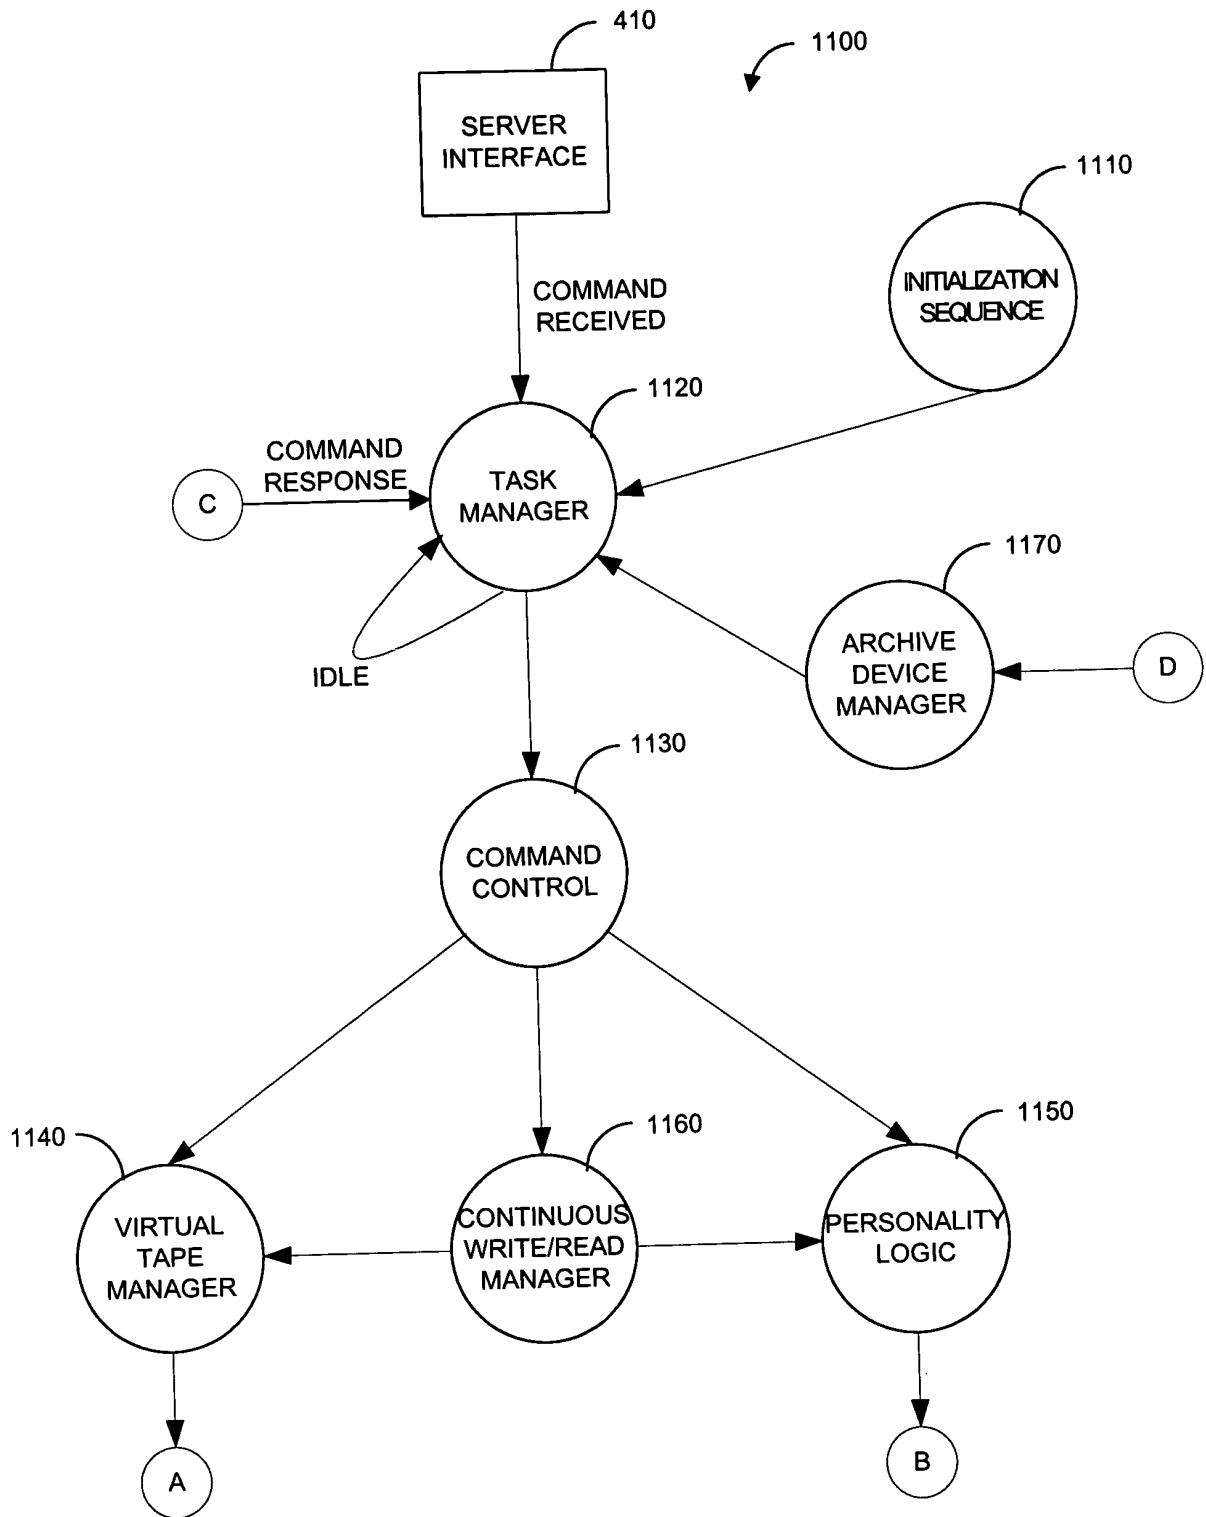 410
1100
SERVER
INTERFACE
1110
INITIALIZATION
SEQUENCE
COMMAND
RECEIVED
1120
COMMAND
RESPONSE
C
TASK
MANAGER
1170
IDLE
ARCHIVE
DEVICE
MANAGER
D
1130
COMMAND
CONTROL
1140
1160
1150
VIRTUAL
TAPE
MANAGER
CONTINUOUS
WRITE/READ
MANAGER
PERSONALITY
LOGIC
A
B